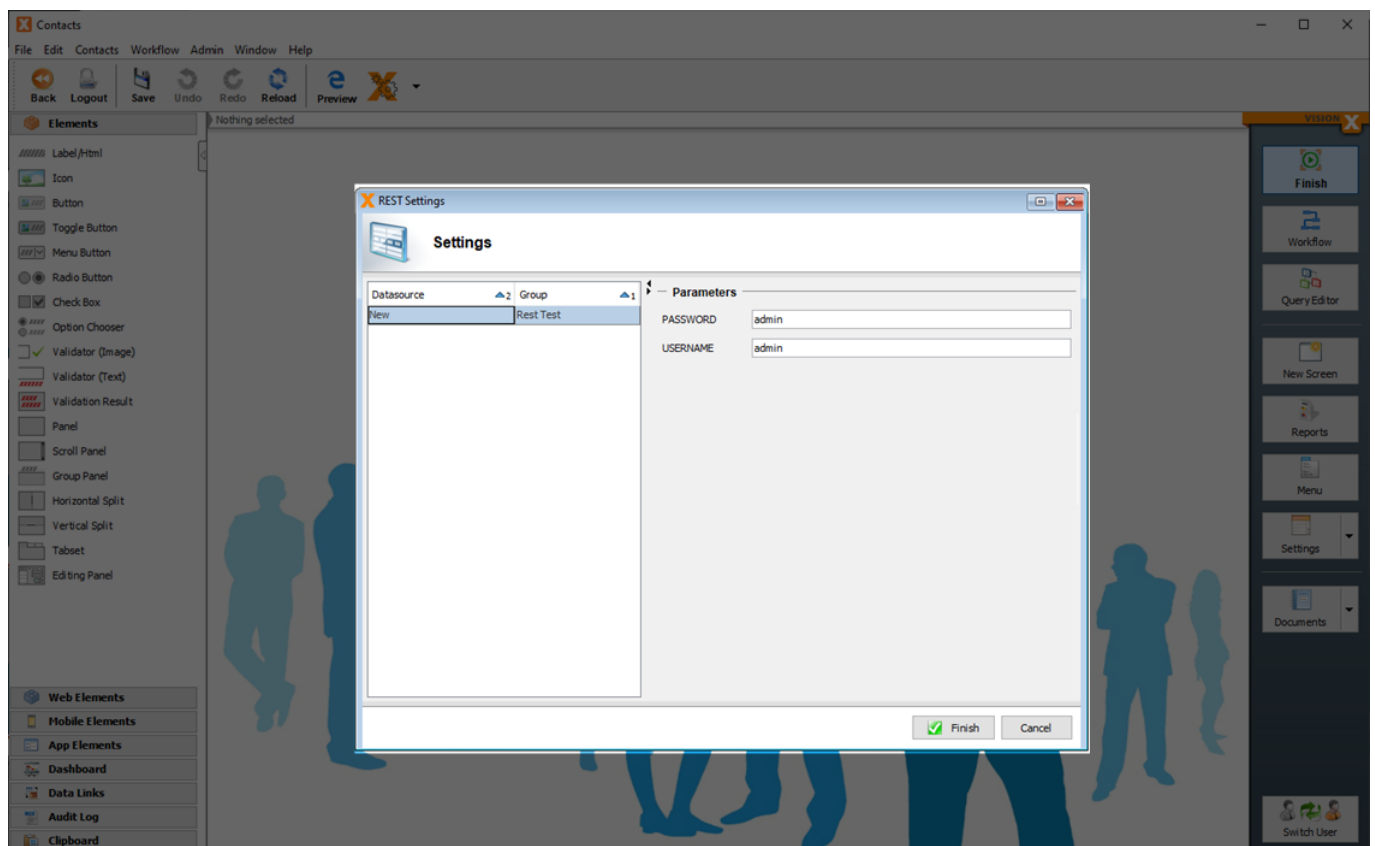 Contacts
File Edit Contacts Workflow Admin Window Help
Back Logout Save Undo Redo Reload Preview
Elements
Nothing selected
VISION X
Label/Html
Icon
Button
Toggle Button
Menu Button
Radio Button
Check Box
Option Chooser
Validator (Image)
Validator (Text)
Validation Result
Panel
Scroll Panel
Group Panel
Horizontal Split
Vertical Split
Tabset
Editing Panel
Web Elements
Mobile Elements
App Elements
Dashboard
Data Links
Audit Log
Clipboard
REST Settings
Settings
Datasource 2 Group 1
New Rest Test
Parameters
PASSWORD admin
USERNAME admin
Finish Cancel
Finish
Workflow
Query Editor
New Screen
Reports
Menu
Settings
Documents
Switch User